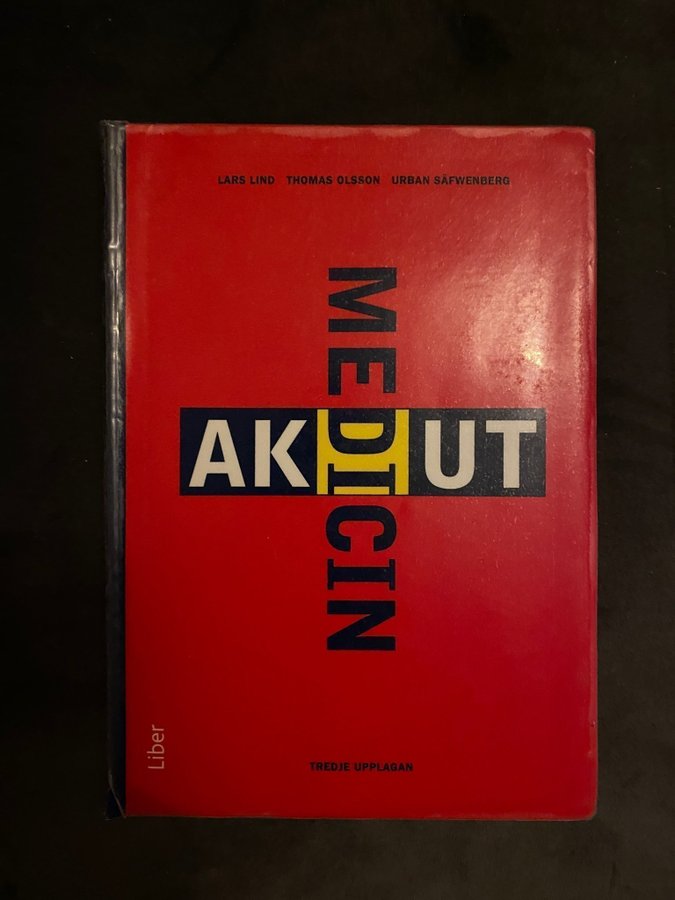 LARS LIND THOMAS OLSSON URBAN SÄFWENBERG
AKUT
MEDICIN
Liber
TREDJE UPPLAGAN